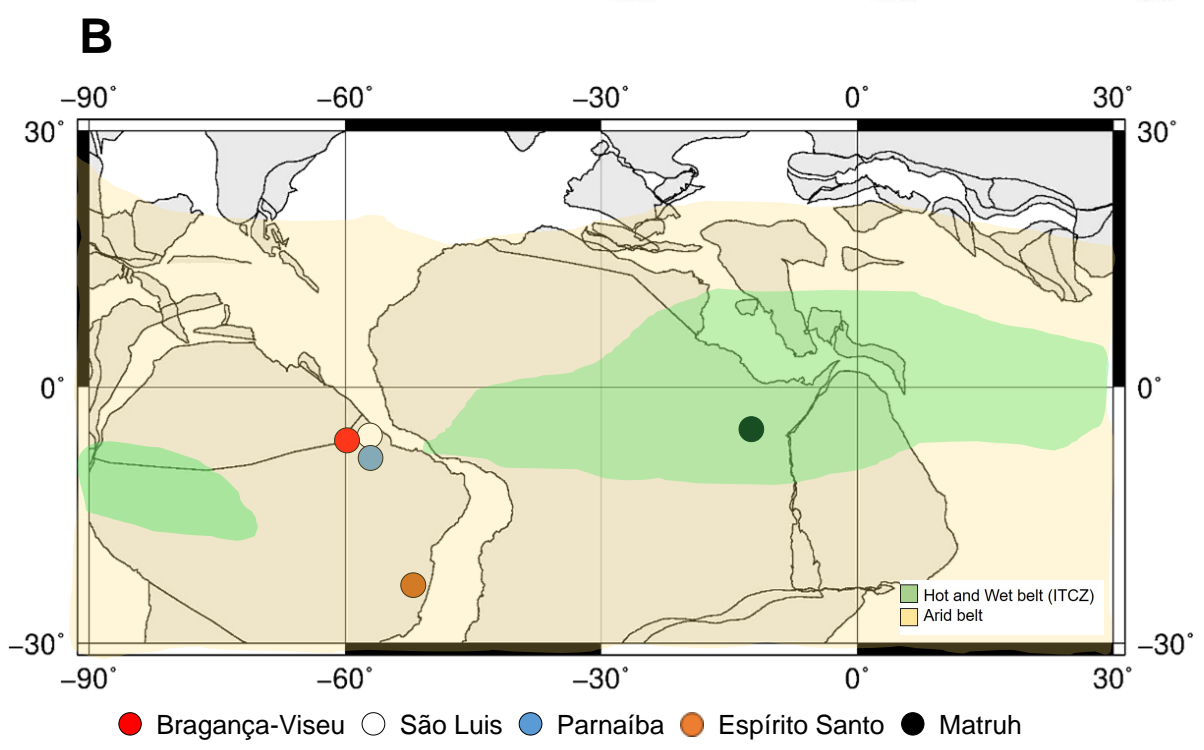 B
−90˚ −60˚ −30˚ 0˚ 30˚
30˚ 30˚
0˚ 0˚
Hot and Wet belt (ITCZ)
Arid belt
−30˚ −30˚
−90˚ −60˚ −30˚ 0˚ 30˚
Bragança-Viseu São Luis Parnaíba Espírito Santo Matruh